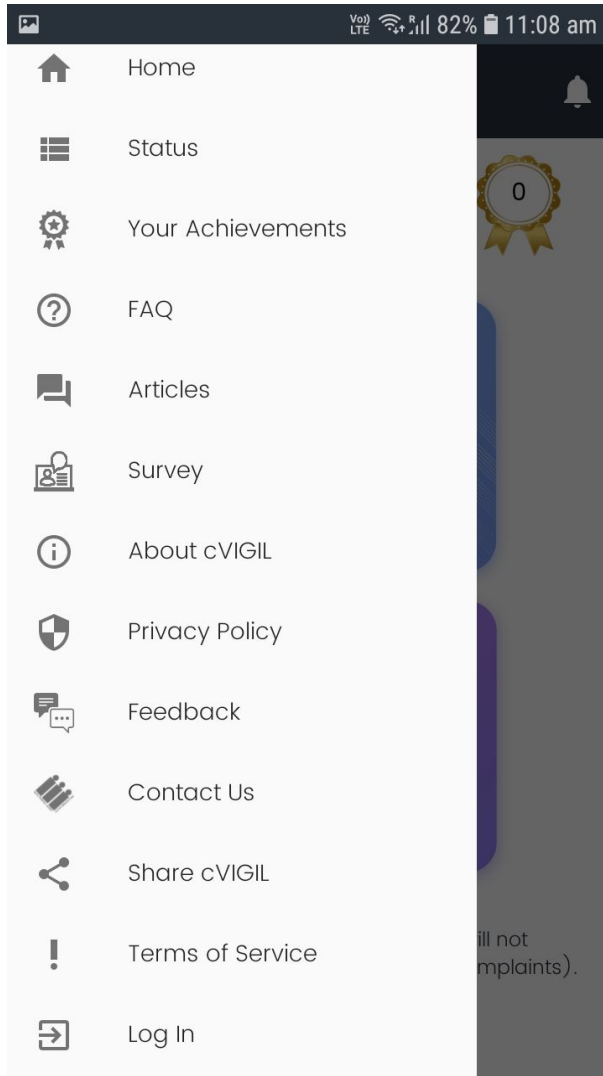 Voo)
LTE
R
82%
11:08 am
Home
0
Status
Your Achievements
FAQ
Articles
Survey
About cVIGIL
Privacy Policy
Feedback
Contact Us
Share cVIGIL
Terms of Service
ill not
mplaints).
Log In